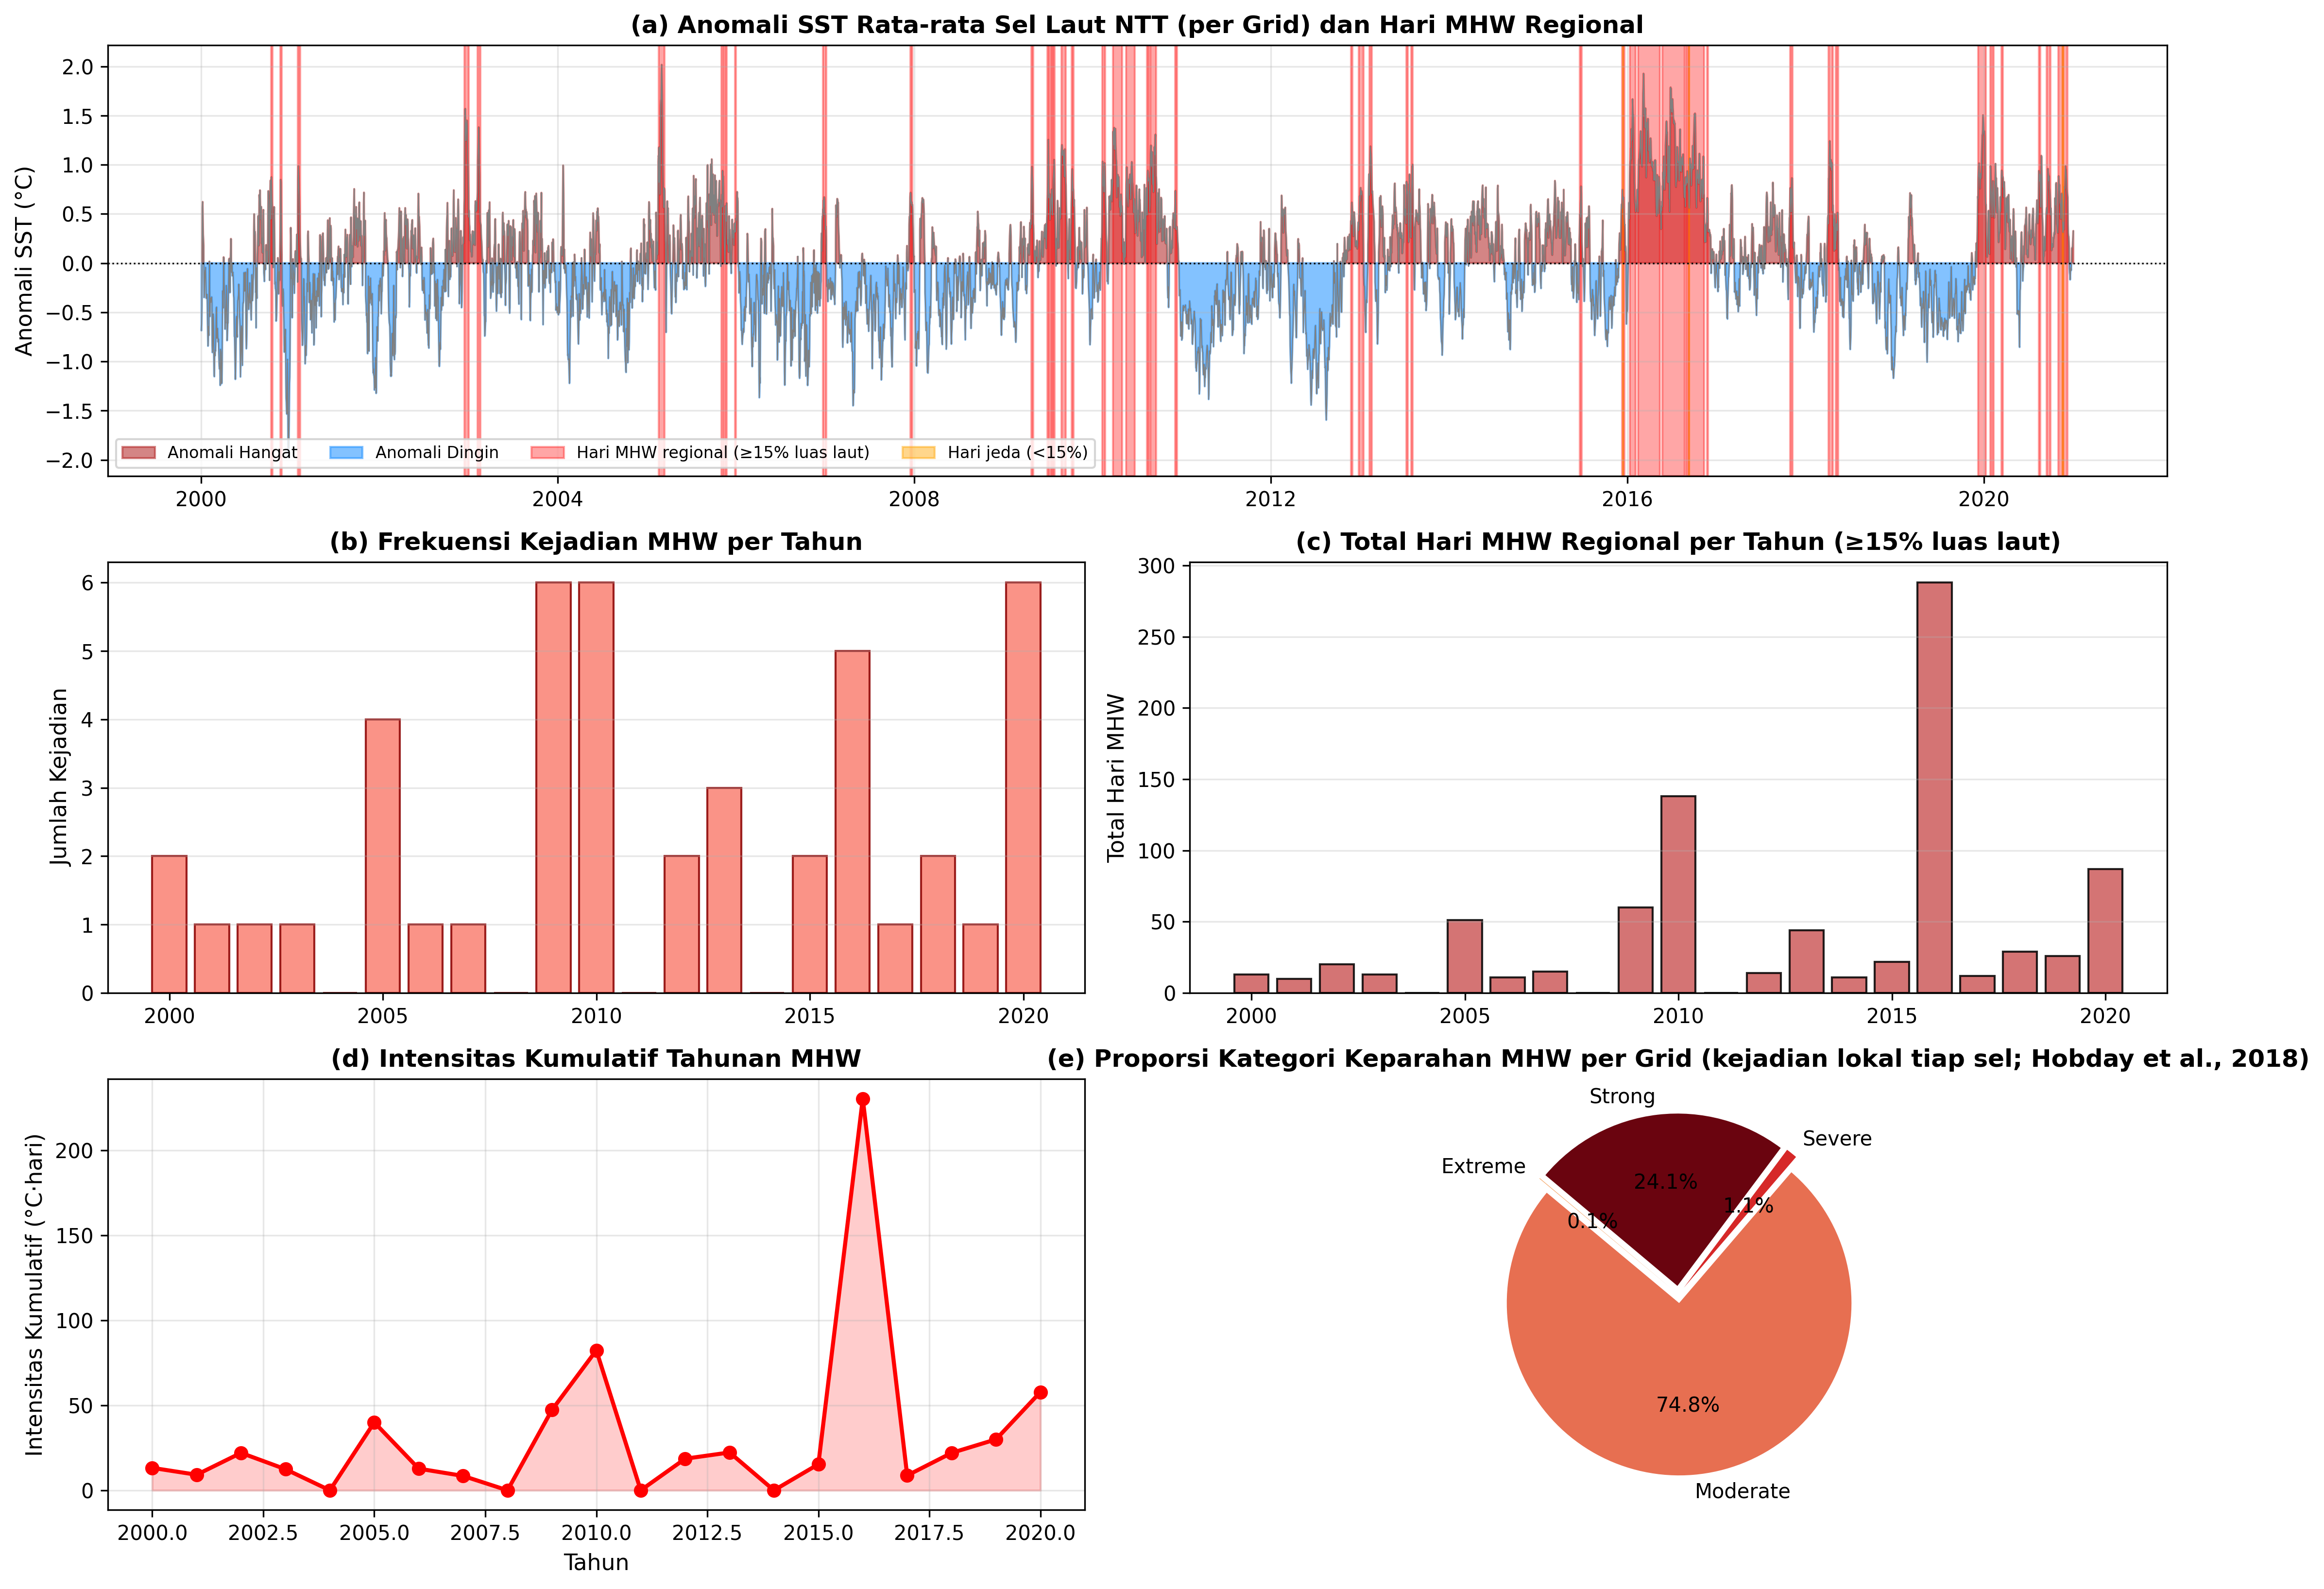 (a) Anomali SST Rata-rata Sel Laut NTT (per Grid) dan Hari MHW Regional
Anomali SST (°C)
2.0
1.5
1.0
0.5
0.0
−0.5
−1.0
−1.5
−2.0
Anomali Hangat Anomali Dingin Hari MHW regional (≥15% luas laut) Hari jeda (<15%)
2000 2004 2008 2012 2016 2020
(b) Frekuensi Kejadian MHW per Tahun
Jumlah Kejadian
6
5
4
3
2
1
0
2000 2005 2010 2015 2020
(c) Total Hari MHW Regional per Tahun (≥15% luas laut)
Total Hari MHW
300
250
200
150
100
50
0
2000 2005 2010 2015 2020
(d) Intensitas Kumulatif Tahunan MHW
Intensitas Kumulatif (°C·hari)
200
150
100
50
0
2000.0 2002.5 2005.0 2007.5 2010.0 2012.5 2015.0 2017.5 2020.0
Tahun
(e) Proporsi Kategori Keparahan MHW per Grid (kejadian lokal tiap sel; Hobday et al., 2018)
Strong
Severe
Extreme
24.1%
1.1%
0.1%
74.8%
Moderate